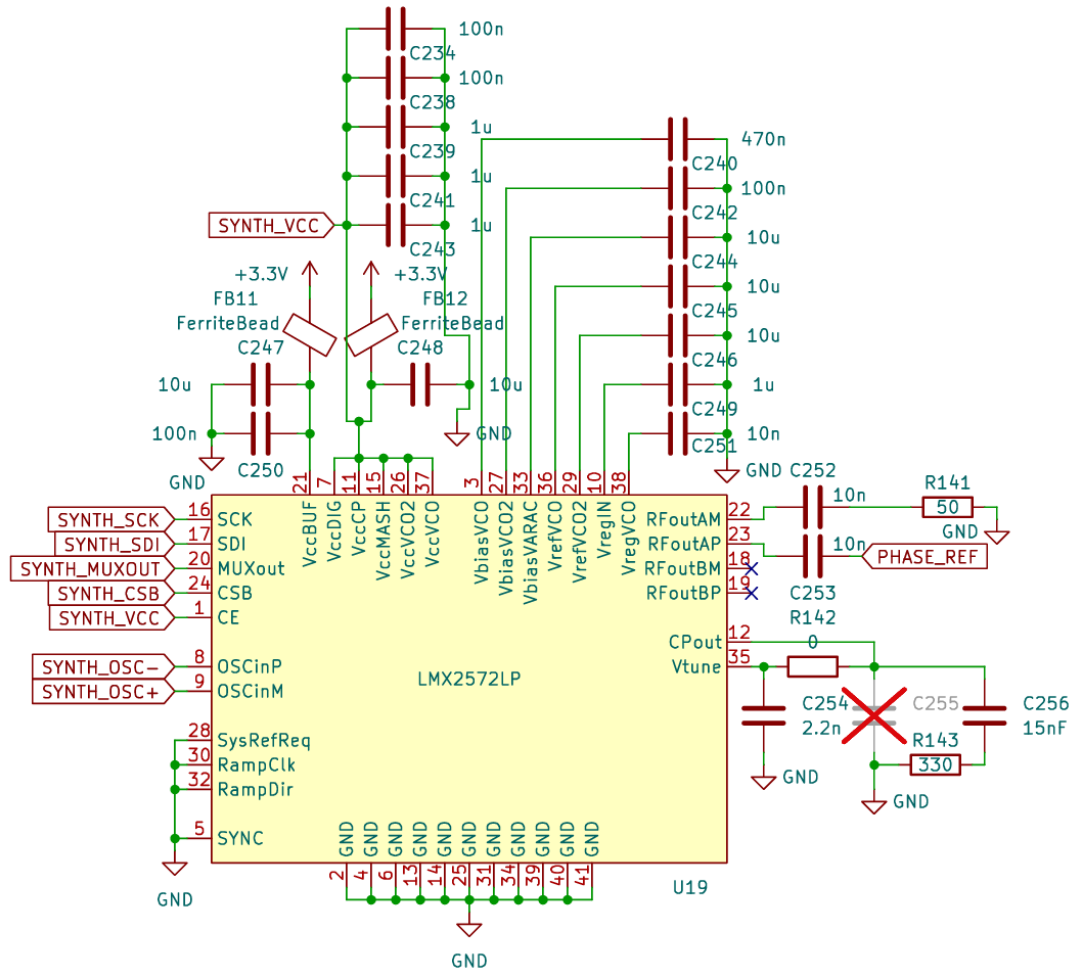 100n
C234
100n
C238
1u
C239
1u
C241
1u
C243
SYNTH_VCC
470n
C240
100n
C242
10u
C244
10u
C245
10u
C246
1u
C249
10n
C251
GND
+3.3V
+3.3V
FB11
FerriteBead
FB12
FerriteBead
C247
10u
C248
10u
100n
C250
GND
GND
21
7
11
15
26
37
3
27
33
36
29
10
38
VccBUF
VccDIG
VccCP
VccMASH
VccVCO2
VccVCO
VbiasVCO
VbiasVCO2
VbiasVARAC
VrefVCO
VrefVCO2
VregIN
VregVCO
SYNTH_SCK 16 SCK
SYNTH_SDI 17 SDI
SYNTH_MUXOUT 20 MUXout
SYNTH_CSB 24 CSB
SYNTH_VCC 1 CE
SYNTH_OSC- 8 OSCinP
SYNTH_OSC+ 9 OSCinM
28 SysRefReq
30 RampClk
32 RampDir
5 SYNC
GND
LMX2572LP
RFoutAM 22
RFoutAP 23
RFoutBM 18
RFoutBP 19
CPout 12
Vtune 35
C252
10n
R141
50
GND
10n
C253
PHASE_REF
R142
0
C254
2.2n
GND
C255
C256
15nF
R143
330
GND
GND GND GND GND GND GND GND GND GND GND GND
2 4 6 13 14 25 31 34 39 40 41
U19
GND